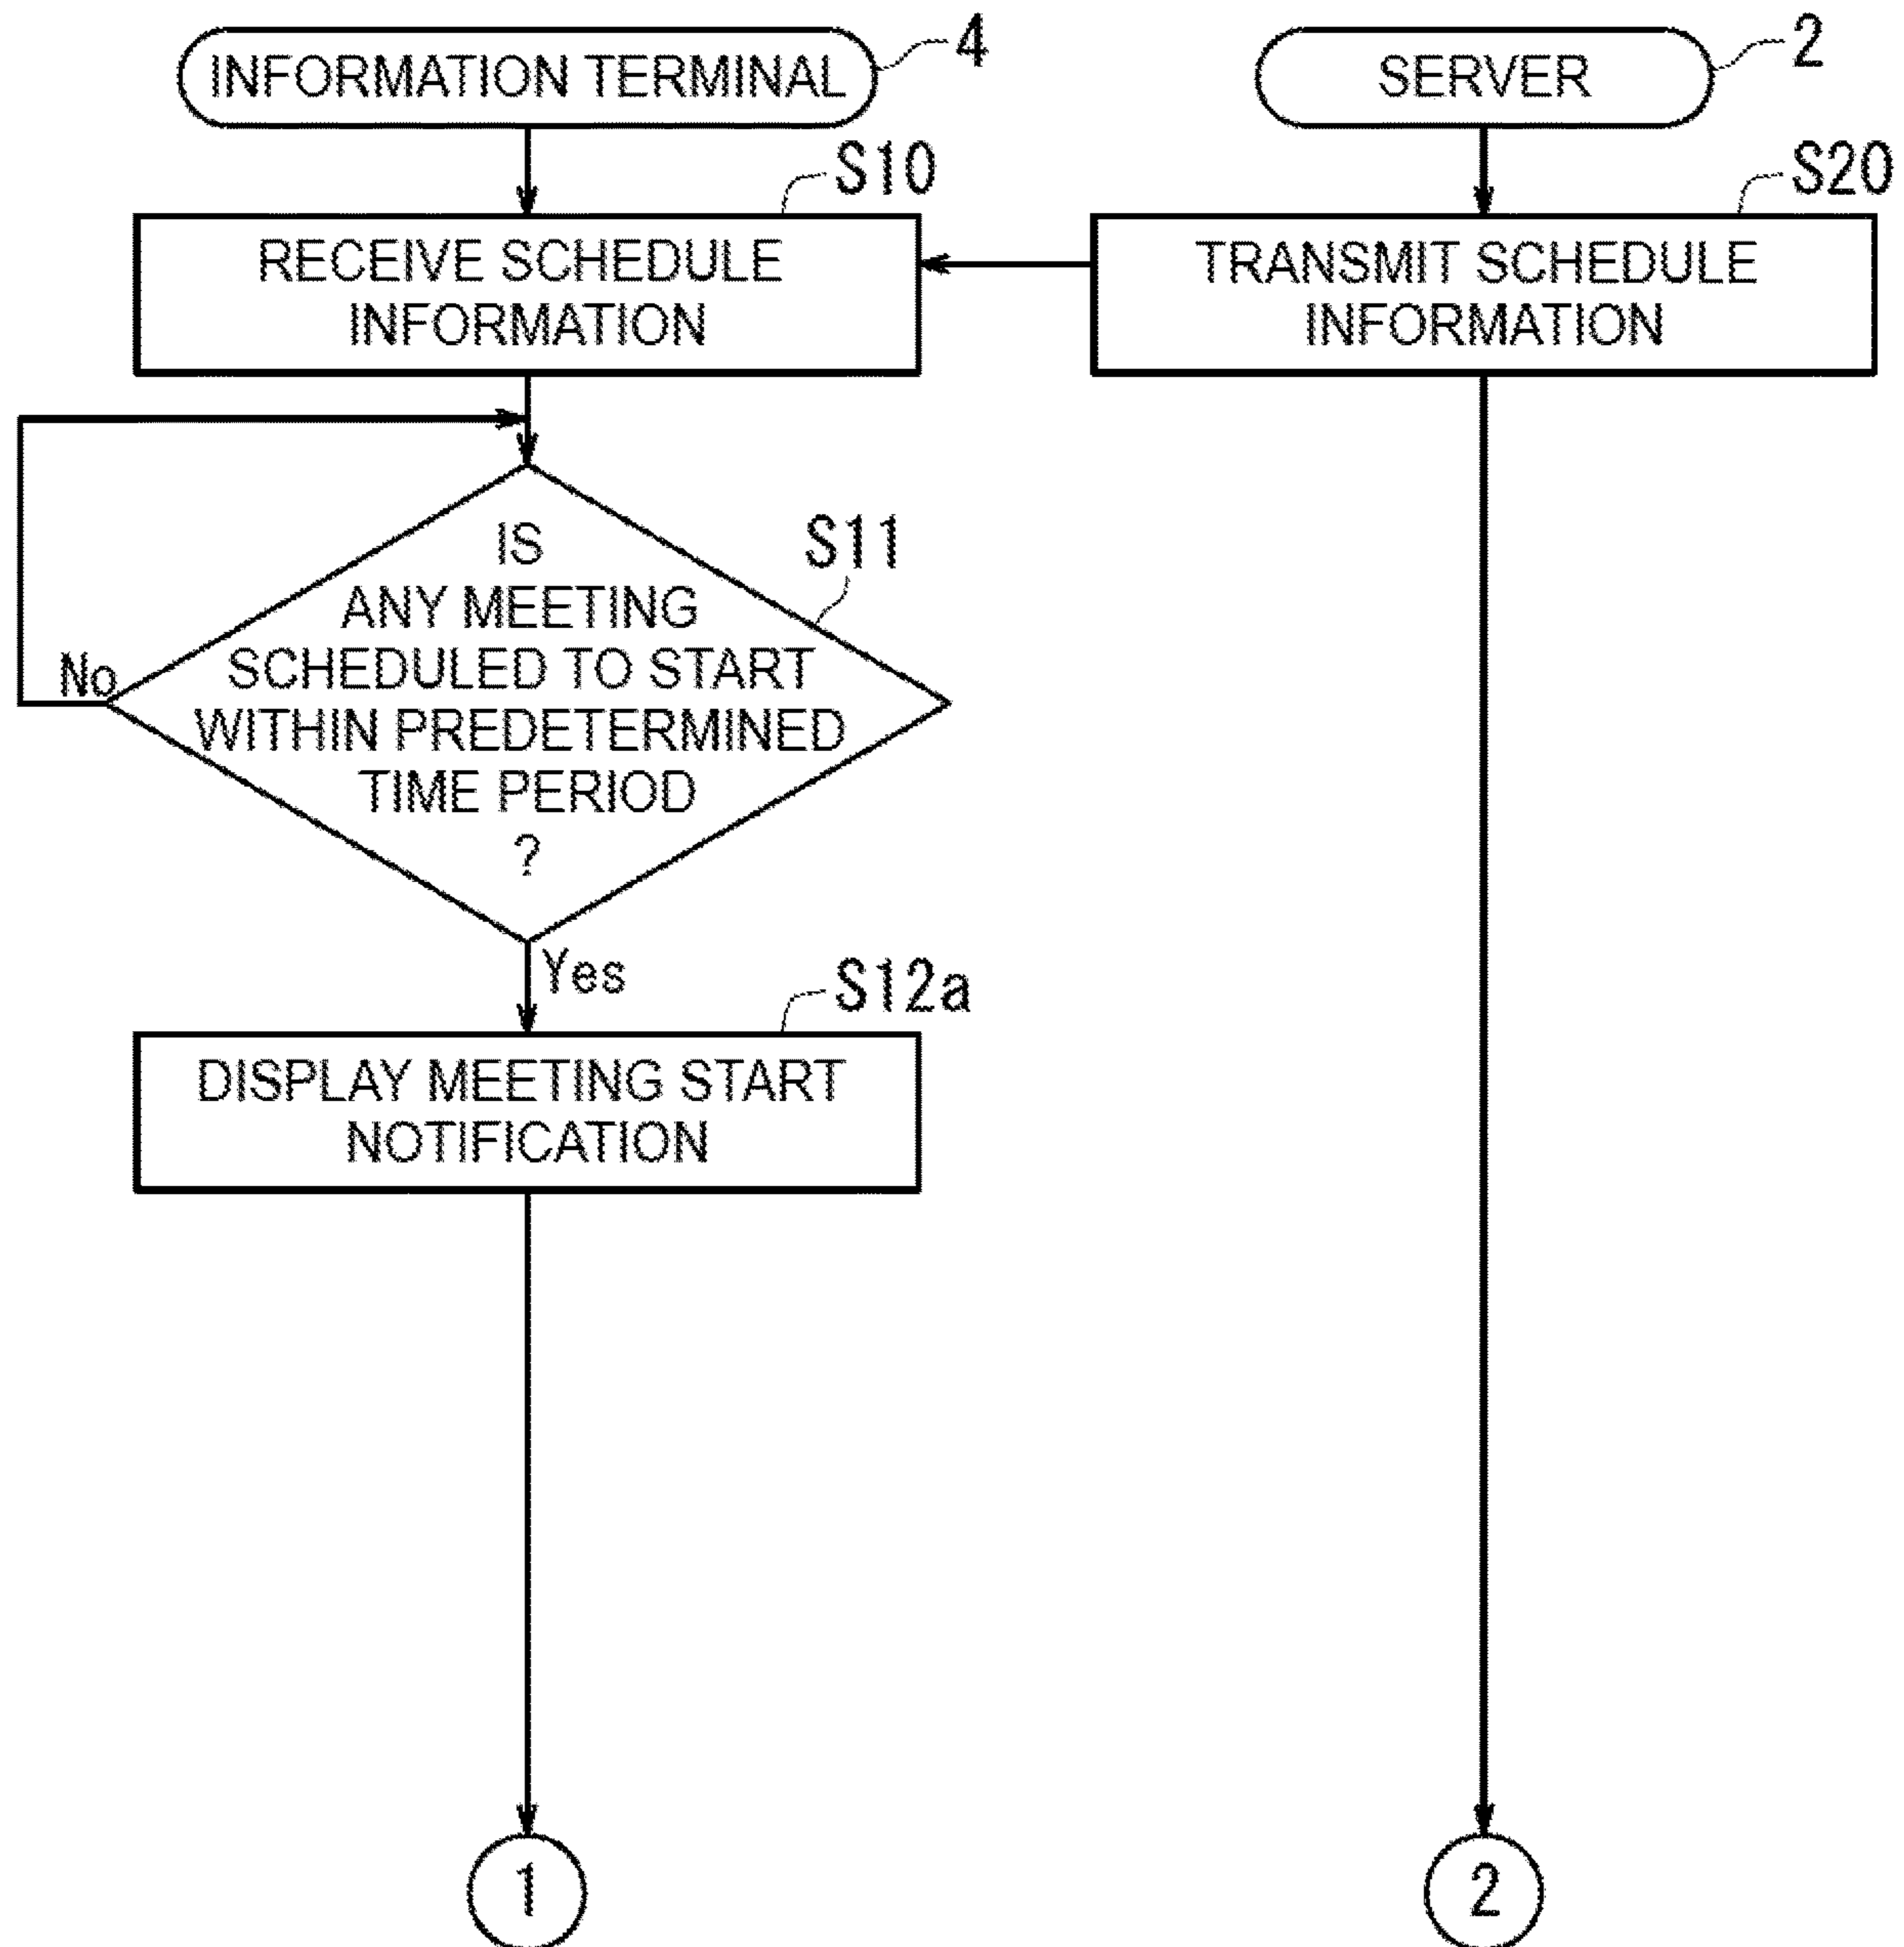 INFORMATION TERMINAL
4
SERVER
2
S10
S20
RECEIVE SCHEDULE
INFORMATION
TRANSMIT SCHEDULE
INFORMATION
S11
IS
ANY MEETING
SCHEDULED TO START
WITHIN PREDETERMINED
TIME PERIOD
?
No
Yes
S12a
DISPLAY MEETING START
NOTIFICATION
1
2